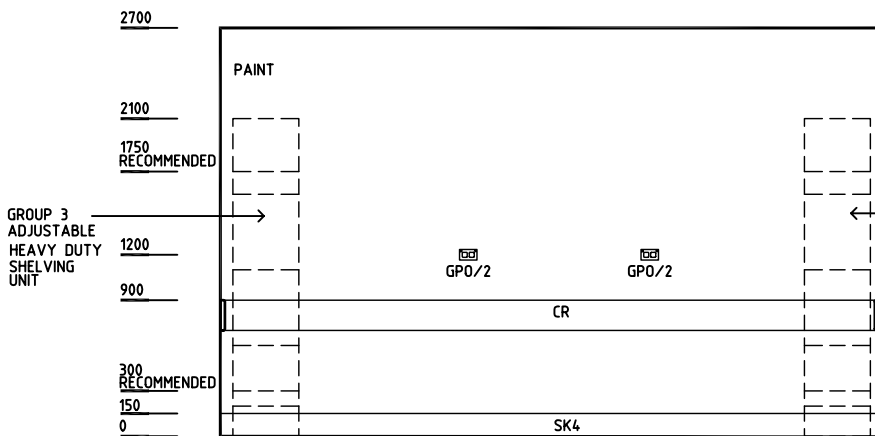 2700
PAINT
2100
1750
RECOMMENDED
GROUP 3
ADJUSTABLE
HEAVY DUTY
SHELVING
UNIT
1200
GPO/2
GPO/2
900
CR
300
RECOMMENDED
150
0
SK4